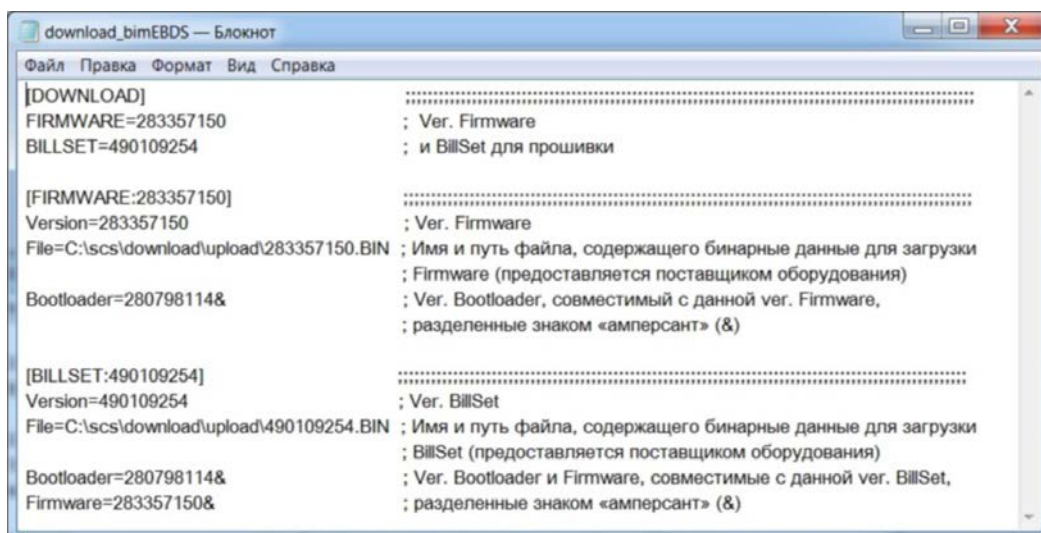 download_bimEBDS — Блокнот
Файл Правка Формат Вид Справка
[DOWNLOAD] ;;;;;;;;;;;;;;;;;;;;;;;;;;;;;;;;;;;;;;;;;;;;;;;;;;;;;;;;;;;;;;;;;;;;;;;;;;;;;;;;;;;;;;;;;;;;;;;;;;;;
FIRMWARE=283357150 ; Ver. Firmware
BILLSET=490109254 ; и BillSet для прошивки
[FIRMWARE:283357150] ;;;;;;;;;;;;;;;;;;;;;;;;;;;;;;;;;;;;;;;;;;;;;;;;;;;;;;;;;;;;;;;;;;;;;;;;;;;;;;;;;;;;;;;;;;;;;;;;;;;;
Version=283357150 ; Ver. Firmware
File=C:\scs\download\upload\283357150.BIN ; Имя и путь файла, содержащего бинарные данные для загрузки
; Firmware (предоставляется поставщиком оборудования)
Bootloader=280798114& ; Ver. Bootloader, совместимый с данной ver. Firmware,
; разделенные знаком «амперсант» (&)
[BILLSET:490109254] ;;;;;;;;;;;;;;;;;;;;;;;;;;;;;;;;;;;;;;;;;;;;;;;;;;;;;;;;;;;;;;;;;;;;;;;;;;;;;;;;;;;;;;;;;;;;;;;;;;;;
Version=490109254 ; Ver. BillSet
File=C:\scs\download\upload\490109254.BIN ; Имя и путь файла, содержащего бинарные данные для загрузки
; BillSet (предоставляется поставщиком оборудования)
Bootloader=280798114& ; Ver. Bootloader и Firmware, совместимые с данной ver. BillSet,
Firmware=283357150& ; разделенные знаком «амперсант» (&)